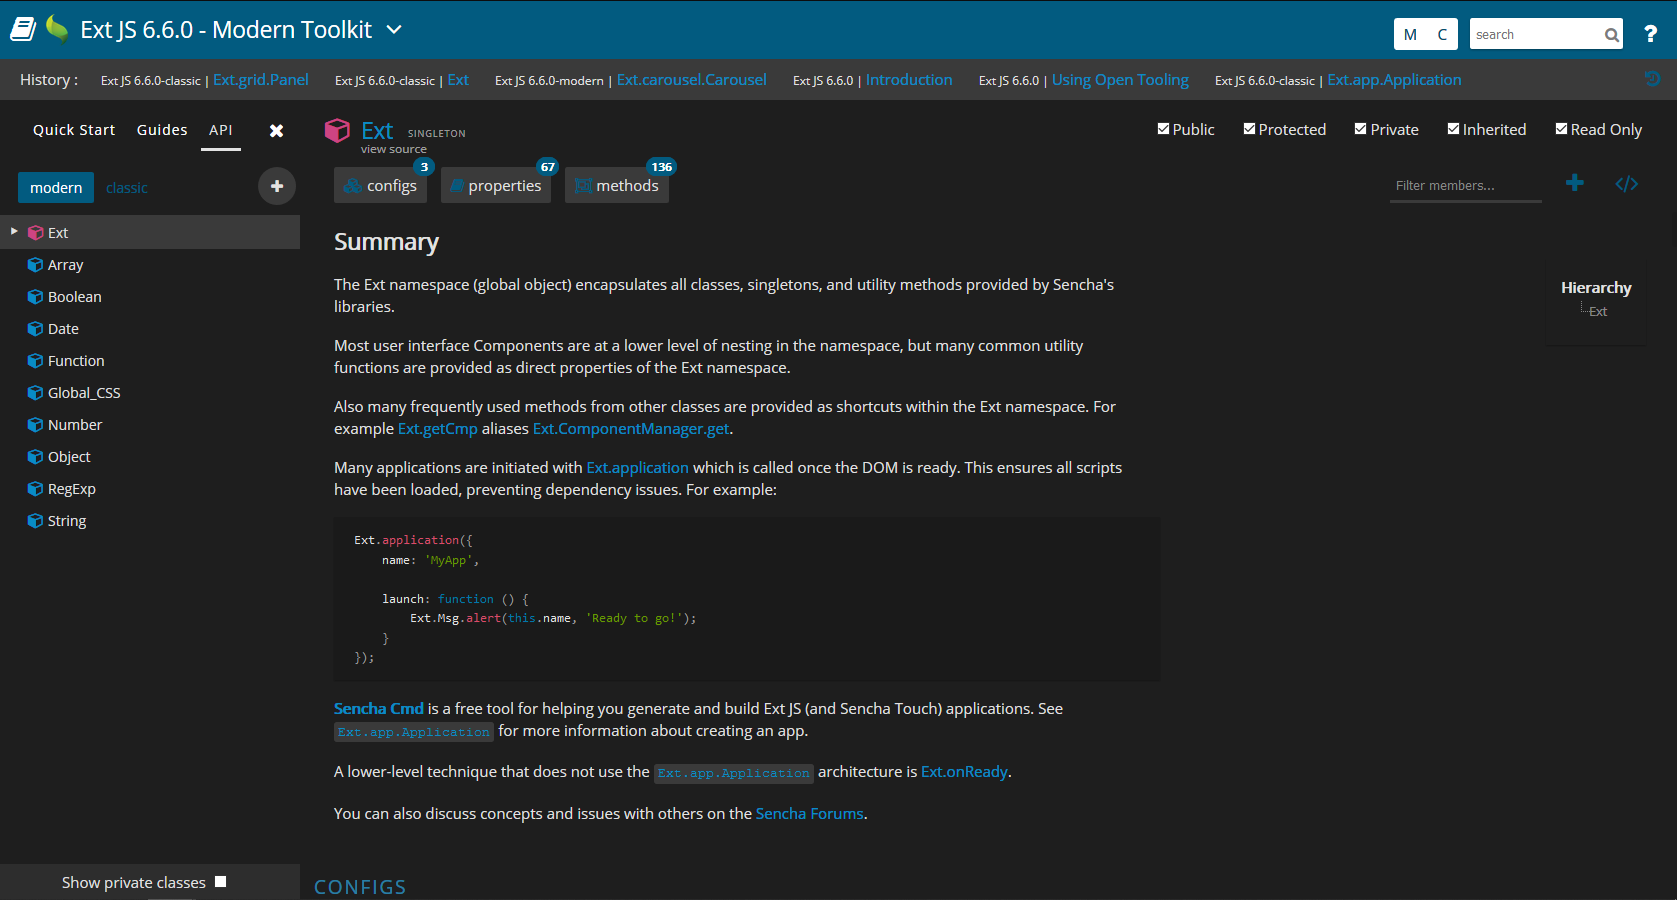 Ext JS 6.6.0 - Modern Toolkit
M C search ?
History : Ext JS 6.6.0-classic | Ext.grid.Panel Ext JS 6.6.0-classic | Ext Ext JS 6.6.0-modern | Ext.carousel.Carousel Ext JS 6.6.0 | Introduction Ext JS 6.6.0 | Using Open Tooling Ext JS 6.6.0-classic | Ext.app.Application
Quick Start Guides API
modern classic
Ext
Array
Boolean
Date
Function
Global_CSS
Number
Object
RegExp
String
Show private classes
Ext SINGLETON
view source
Public Protected Private Inherited Read Only
configs 3 properties 67 methods 136
Filter members...
Summary
The Ext namespace (global object) encapsulates all classes, singletons, and utility methods provided by Sencha's
libraries.
Most user interface Components are at a lower level of nesting in the namespace, but many common utility
functions are provided as direct properties of the Ext namespace.
Also many frequently used methods from other classes are provided as shortcuts within the Ext namespace. For
example Ext.getCmp aliases Ext.ComponentManager.get.
Many applications are initiated with Ext.application which is called once the DOM is ready. This ensures all scripts
have been loaded, preventing dependency issues. For example:
Ext.application({
name: 'MyApp',
launch: function () {
Ext.Msg.alert(this.name, 'Ready to go!');
}
});
Sencha Cmd is a free tool for helping you generate and build Ext JS (and Sencha Touch) applications. See
Ext.app.Application for more information about creating an app.
A lower-level technique that does not use the Ext.app.Application architecture is Ext.onReady.
You can also discuss concepts and issues with others on the Sencha Forums.
CONFIGS
Hierarchy
Ext